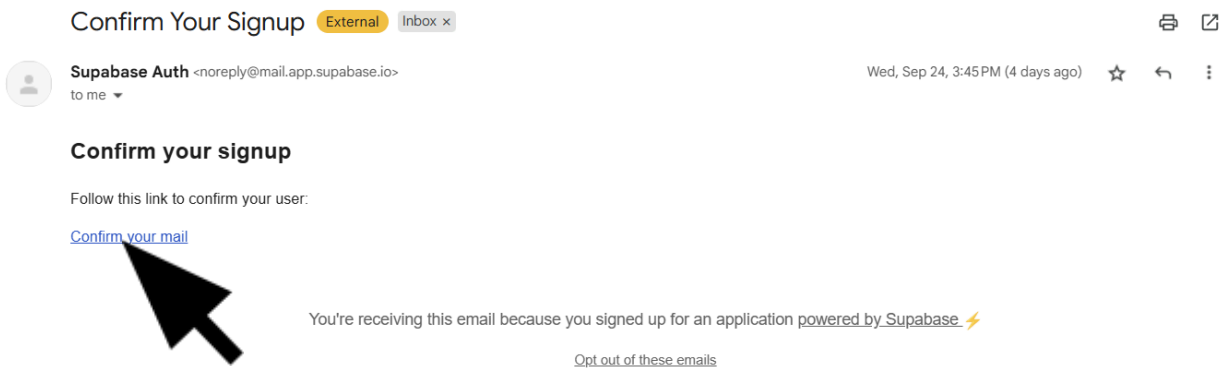 Confirm Your Signup External Inbox ×
Supabase Auth <noreply@mail.app.supabase.io> Wed, Sep 24, 3:45 PM (4 days ago)
to me
Confirm your signup
Follow this link to confirm your user:
Confirm your mail
You're receiving this email because you signed up for an application powered by Supabase ⚡
Opt out of these emails